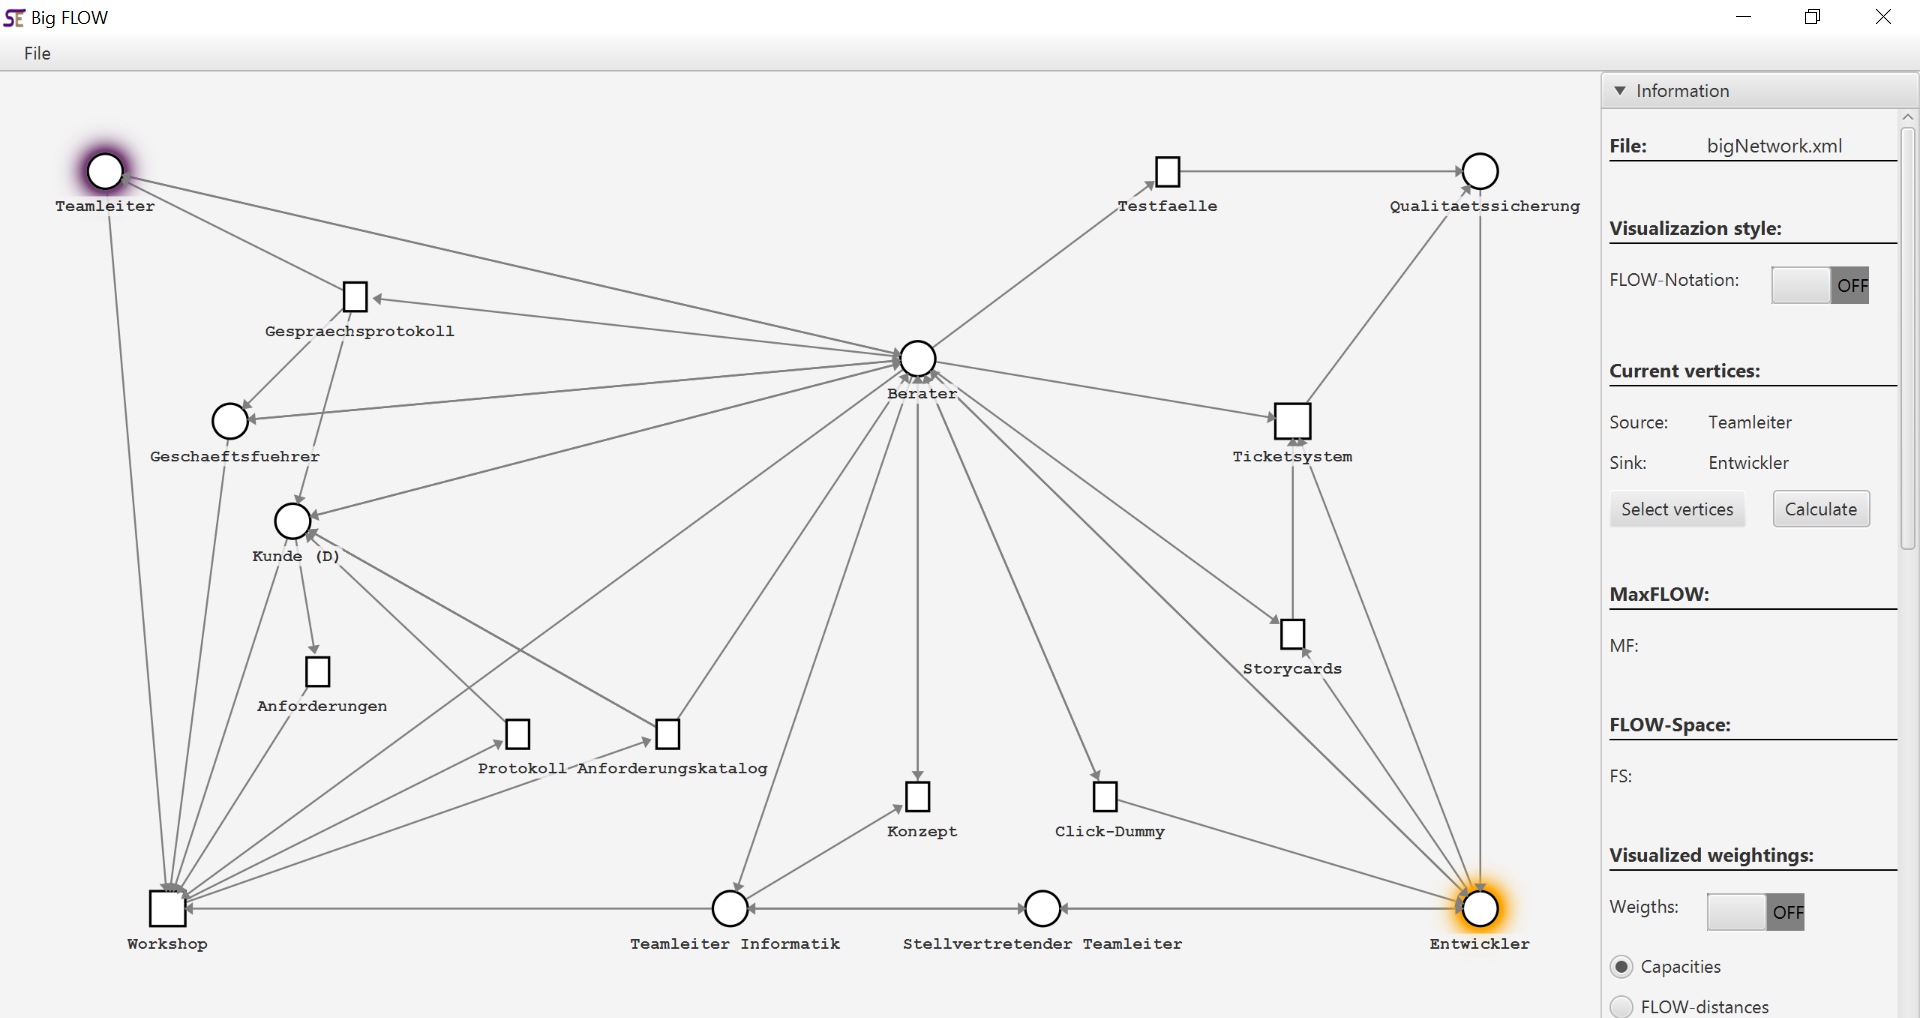 SE Big FLOW
File
Information
File: bigNetwork.xml
Teamleiter
Testfaelle
Qualitaetssicherung
Visualizazion style:
FLOW-Notation: OFF
Gespraechsprotokoll
Berater
Current vertices:
Source: Teamleiter
Geschaeftsfuehrer
Ticketsystem
Sink: Entwickler
Select vertices Calculate
Kunde (D)
MaxFLOW:
MF:
Storycards
Anforderungen
FLOW-Space:
Protokoll Anforderungskatalog
FS:
Konzept
Click-Dummy
Visualized weightings:
Weigths: OFF
Workshop
Teamleiter Informatik
Stellvertretender Teamleiter
Entwickler
Capacities
FLOW-distances